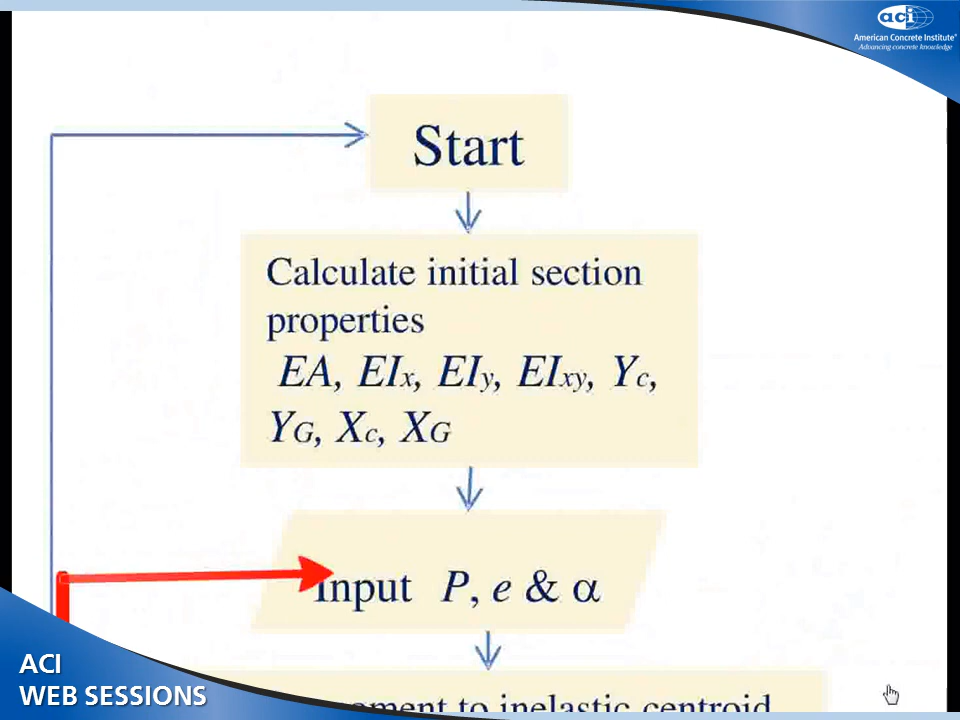 aci
American Concrete Institute®
Advancing concrete knowledge
Start
Calculate initial section
properties
EA, EIx, EIy, EIxy, Yc,
YG, Xc, XG
Input P, e & α
to inelastic centroid
ACI
WEB SESSIONS